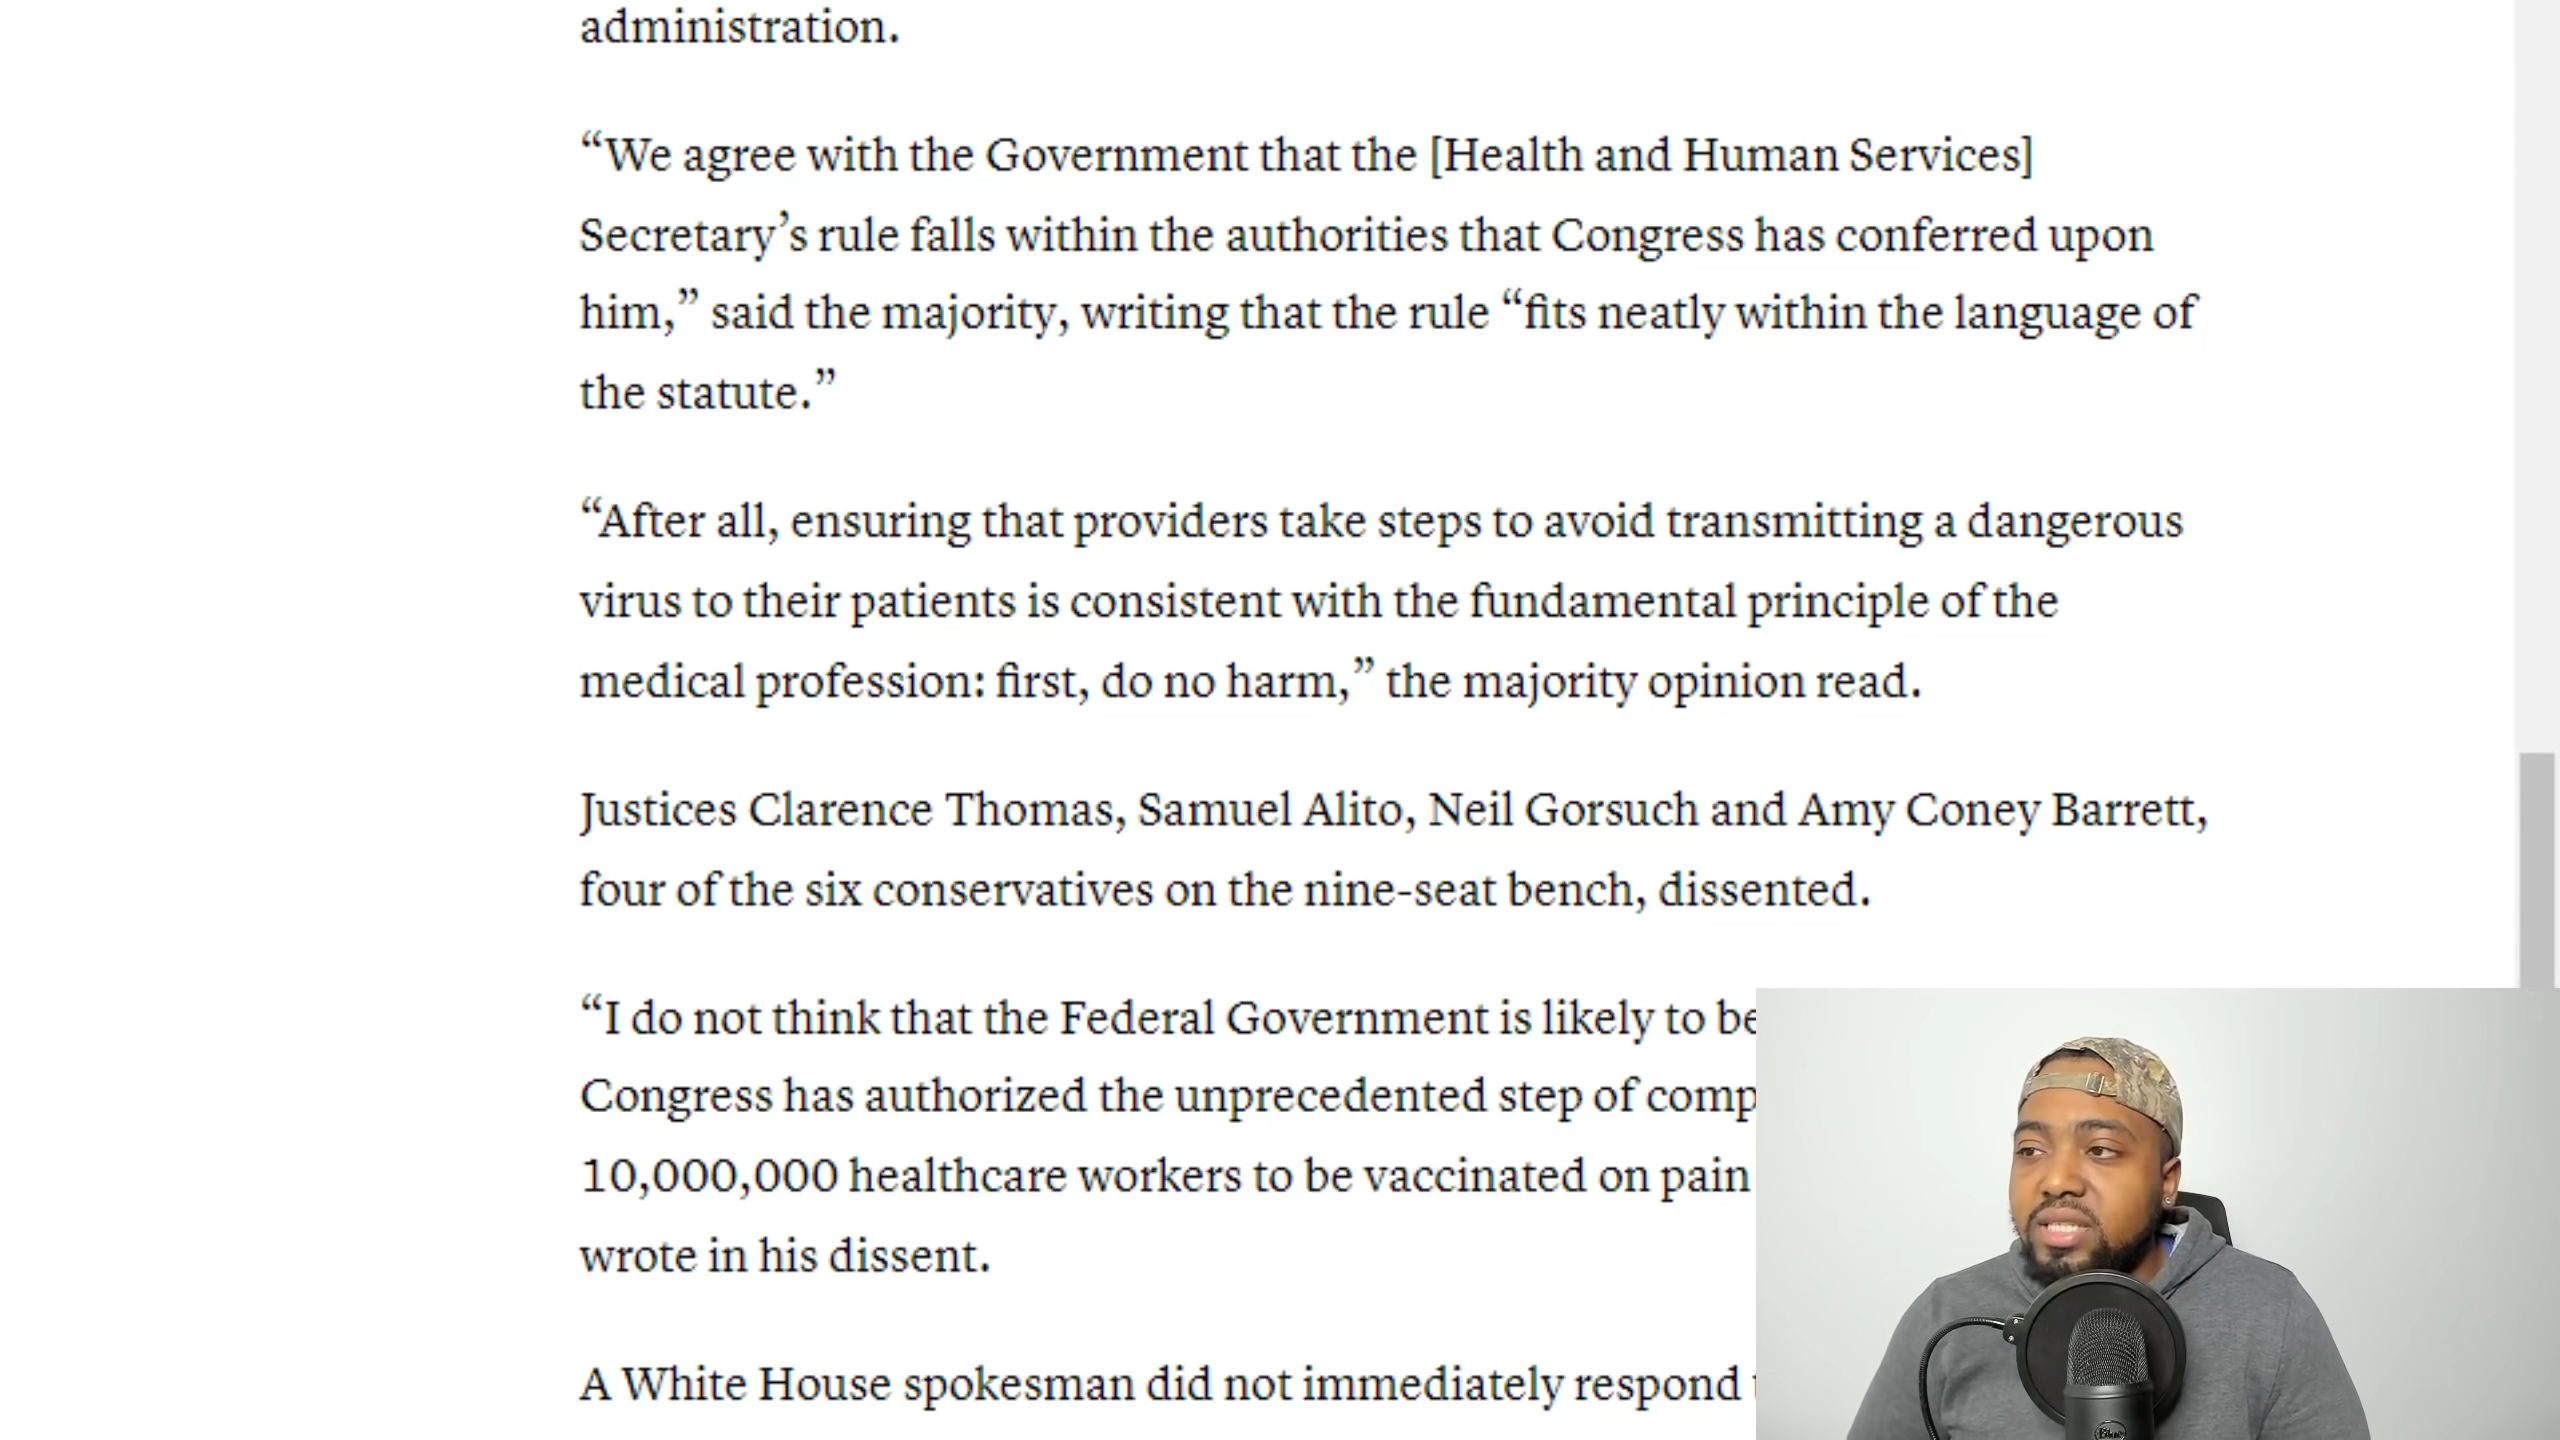 administration.
“We agree with the Government that the [Health and Human Services]
Secretary’s rule falls within the authorities that Congress has conferred upon
him,” said the majority, writing that the rule “fits neatly within the language of
the statute.”
“After all, ensuring that providers take steps to avoid transmitting a dangerous
virus to their patients is consistent with the fundamental principle of the
medical profession: first, do no harm,” the majority opinion read.
Justices Clarence Thomas, Samuel Alito, Neil Gorsuch and Amy Coney Barrett,
four of the six conservatives on the nine-seat bench, dissented.
“I do not think that the Federal Government is likely to be
Congress has authorized the unprecedented step of comp
10,000,000 healthcare workers to be vaccinated on pain
wrote in his dissent.
A White House spokesman did not immediately respond
Blue